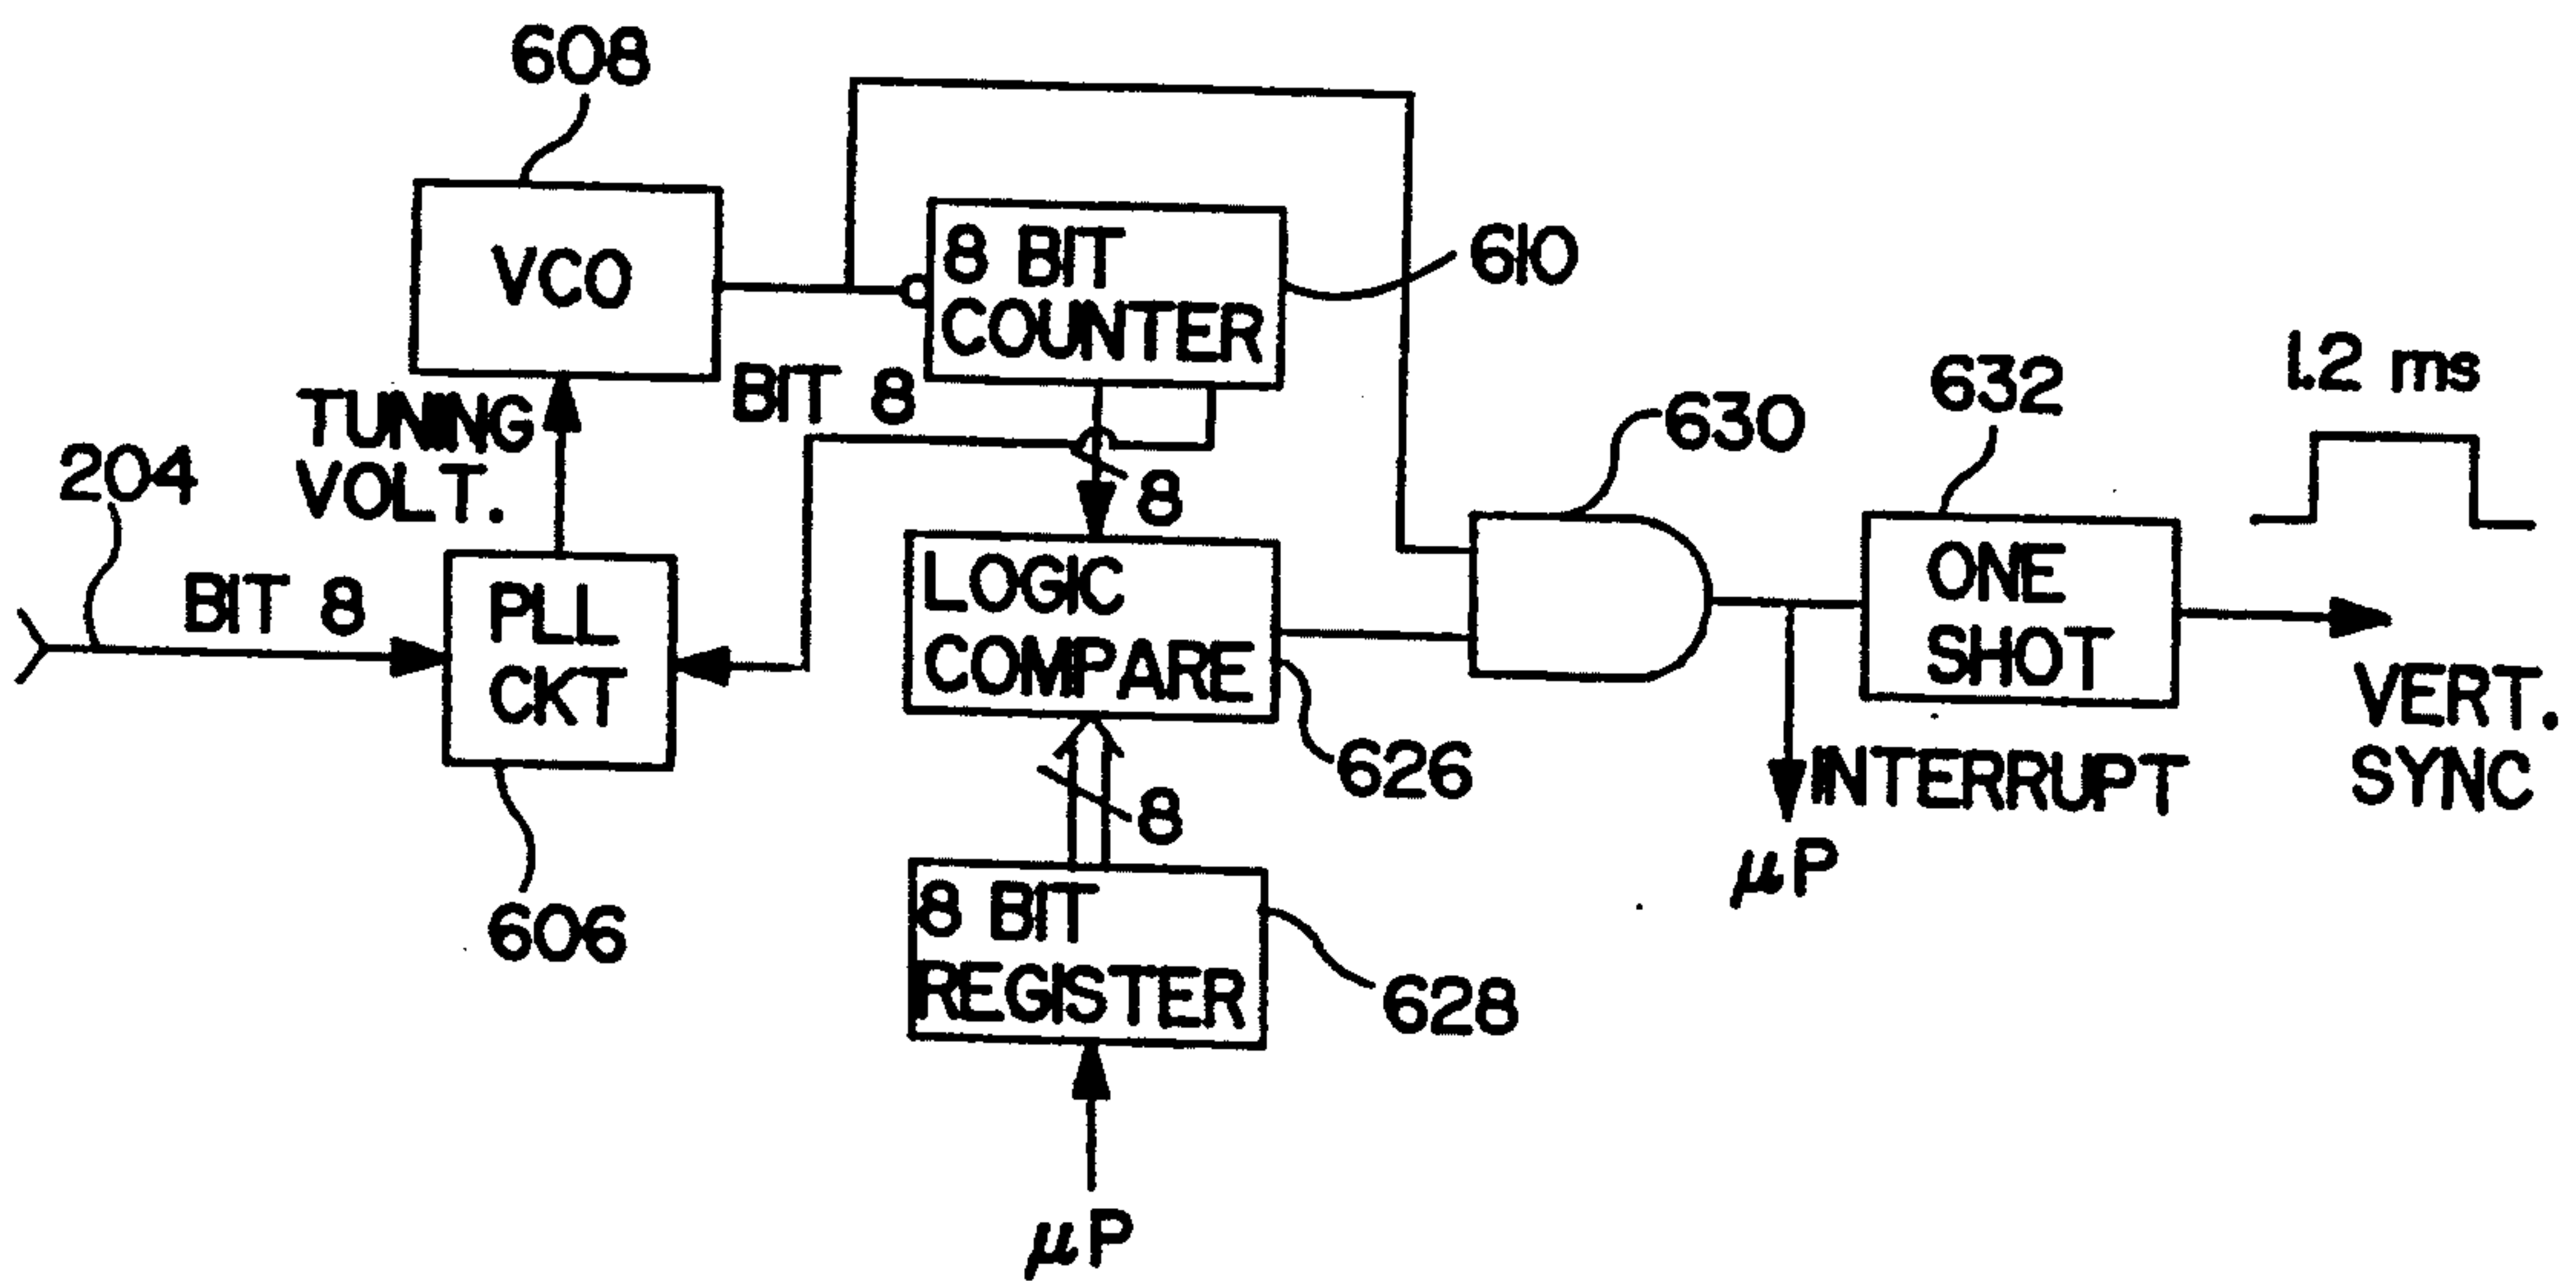 608
VCO
8 BIT
COUNTER
610
BIT 8
TUNING
VOLT.
204
BIT 8
PLL
CKT
606
8
LOGIC
COMPARE
626
8
8 BIT
REGISTER
628
μP
630
632
ONE
SHOT
1.2 ms
VERT.
SYNC
INTERRUPT
μP